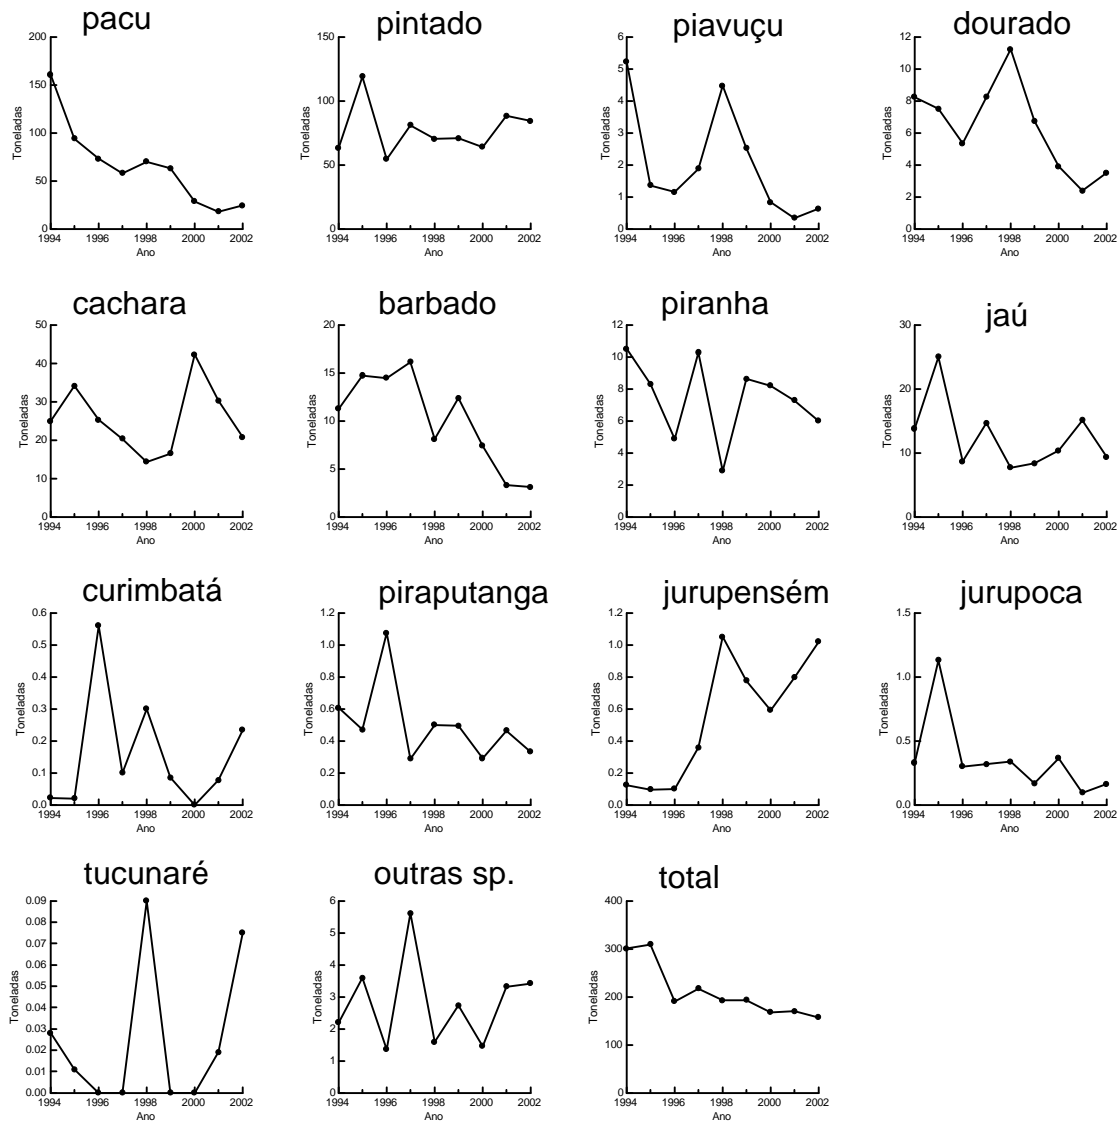 pacu
pintado
piavuçu
dourado
200
150
100
50
0
Toneladas
1994 1996 1998 2000 2002
Ano
150
100
50
0
Toneladas
1994 1996 1998 2000 2002
Ano
6
5
4
3
2
1
0
Toneladas
1994 1996 1998 2000 2002
Ano
12
10
8
6
4
2
0
Toneladas
1994 1996 1998 2000 2002
Ano
cachara
barbado
piranha
jaú
50
40
30
20
10
0
Toneladas
1994 1996 1998 2000 2002
Ano
20
15
10
5
0
Toneladas
1994 1996 1998 2000 2002
Ano
12
10
8
6
4
2
0
Toneladas
1994 1996 1998 2000 2002
Ano
30
20
10
0
Toneladas
1994 1996 1998 2000 2002
Ano
curimbatá
piraputanga
jurupensém
jurupoca
0.6
0.5
0.4
0.3
0.2
0.1
0.0
Toneladas
1994 1996 1998 2000 2002
Ano
1.2
1.0
0.8
0.6
0.4
0.2
0.0
Toneladas
1994 1996 1998 2000 2002
Ano
1.2
1.0
0.8
0.6
0.4
0.2
0.0
Toneladas
1994 1996 1998 2000 2002
Ano
1.5
1.0
0.5
0.0
Toneladas
1994 1996 1998 2000 2002
Ano
tucunaré
outras sp.
total
0.09
0.08
0.07
0.06
0.05
0.04
0.03
0.02
0.01
0.00
Toneladas
1994 1996 1998 2000 2002
Ano
6
5
4
3
2
1
0
Toneladas
1994 1996 1998 2000 2002
Ano
400
300
200
100
0
Toneladas
1994 1996 1998 2000 2002
Ano